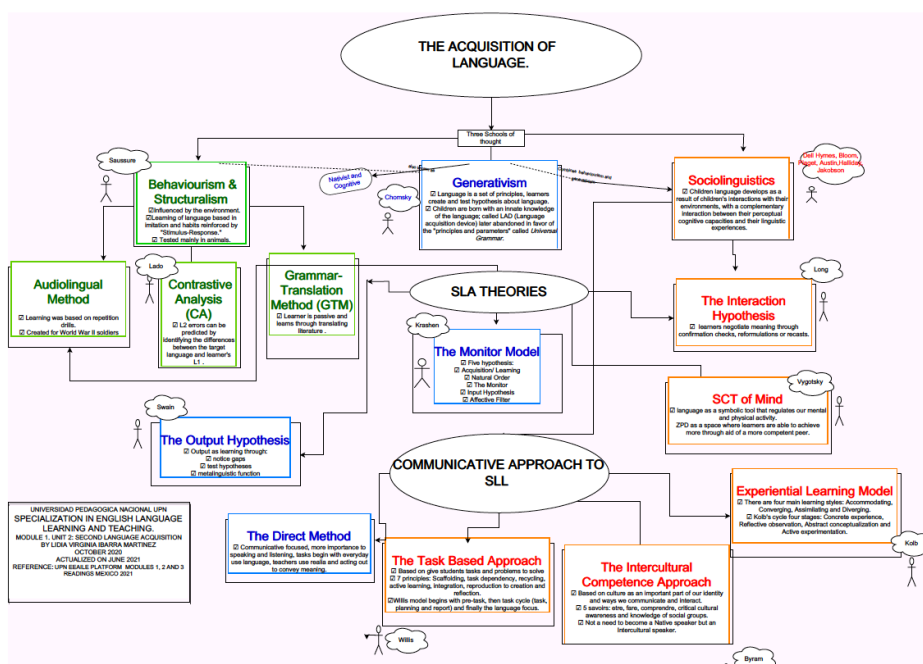 THE ACQUISITION OF
LANGUAGE.
Three Schools of
thought
Saussure
Behaviourism &
Structuralism
☑Influenced by the environment.
☑Learning of language based in
imitation and habits reinforced by
"Stimulus-Response."
☑ Tested mainly in animals.
Nativist and
Cognitive
Chomsky
Generativism
☑ Language is a set of principles, learners
create and test hypothesis about language.
☑ Children are born with an innate knowledge of
the language; called LAD (Language
acquisition device) later abandoned in favor of
the "principles and parameters" called Universal
Grammar.
Combines behaviourism and
Dell Hymes, Bloom,
Piaget, Austin,Halliday,
Jakobson
Sociolinguistics
☑ Children language develops as a
result of children's interactions with their
environments, with a complementary
interaction between their perceptual
cognitive capacities and their linguistic
experiences.
Audiolingual
Method
☑ Learning was based on repetition
drills.
☑ Created for World War II soldiers
Lado
Contrastive
Analysis
(CA)
☑ L2 errors can be
predicted by
identifying the differences
between the target
language and learner's
L1 .
Grammar-
Translation
Method (GTM)
☑ Learner is passive and
learns through translating
literature .
SLA THEORIES
Long
The Interaction
Hypothesis
☑ learners negotiate meaning through
confirmation checks, reformulations or recasts.
Krashen
The Monitor Model
☑ Five hypothesis:
☑ Acquisition/ Learning
☑ Natural Order
☑ The Monitor
☑ Input Hypothesis
☑ Affective Filter
Vygotsky
SCT of Mind
☑ language as a symbolic tool that regulates our mental
and physical activity.
ZPD as a space where learners are able to achieve
more through aid of a more competent peer.
Swain
The Output Hypothesis
☑ Output as learning through:
☑ notice gaps
☑ test hypotheses
☑ metalinguistic function
COMMUNICATIVE APPROACH TO
SLL
Experiential Learning Model
☑ There are four main learning styles: Accommodating,
Converging, Assimilating and Diverging.
☑ Kolb's cycle four stages: Concrete experience,
Reflective observation, Abstract conceptualization and
Active experimentation.
Kolb
UNIVERSIDAD PEDAGOGICA NACIONAL UPN
SPECIALIZATION IN ENGLISH LANGUAGE
LEARNING AND TEACHING.
MODULE 1. UNIT 2: SECOND LANGUAGE ACQUISITION
BY LIDIA VIRGINIA IBARRA MARTINEZ
OCTOBER 2020
ACTUALIZED ON JUNE 2021
REFERENCE: UPN EEAILE PLATFORM MODULES 1, 2 AND 3
READINGS MEXICO 2021
The Direct Method
☑ Communicative focused, more importance to
speaking and listening, tasks begin with everyday
use language, teachers use realia and acting out
to convey meaning.
The Task Based Approach
☑ Based on give students tasks and problems to solve
☑ 7 principles: Scaffolding, task dependency, recycling,
active learning, integration, reproduction to creation and
reflection.
☑Willis model begins with pre-task, then task cycle (task,
planning and report) and finally the language focus.
Willis
The Intercultural
Competence Approach
☑ Based on culture as an important part of our identity
and ways we communicate and interact.
☑ 5 savoirs: etre, fare, comprendre, critical cultural
awareness and knowledge of social groups.
☑ Not a need to become a Native speaker but an
Intercultural speaker.
Byram